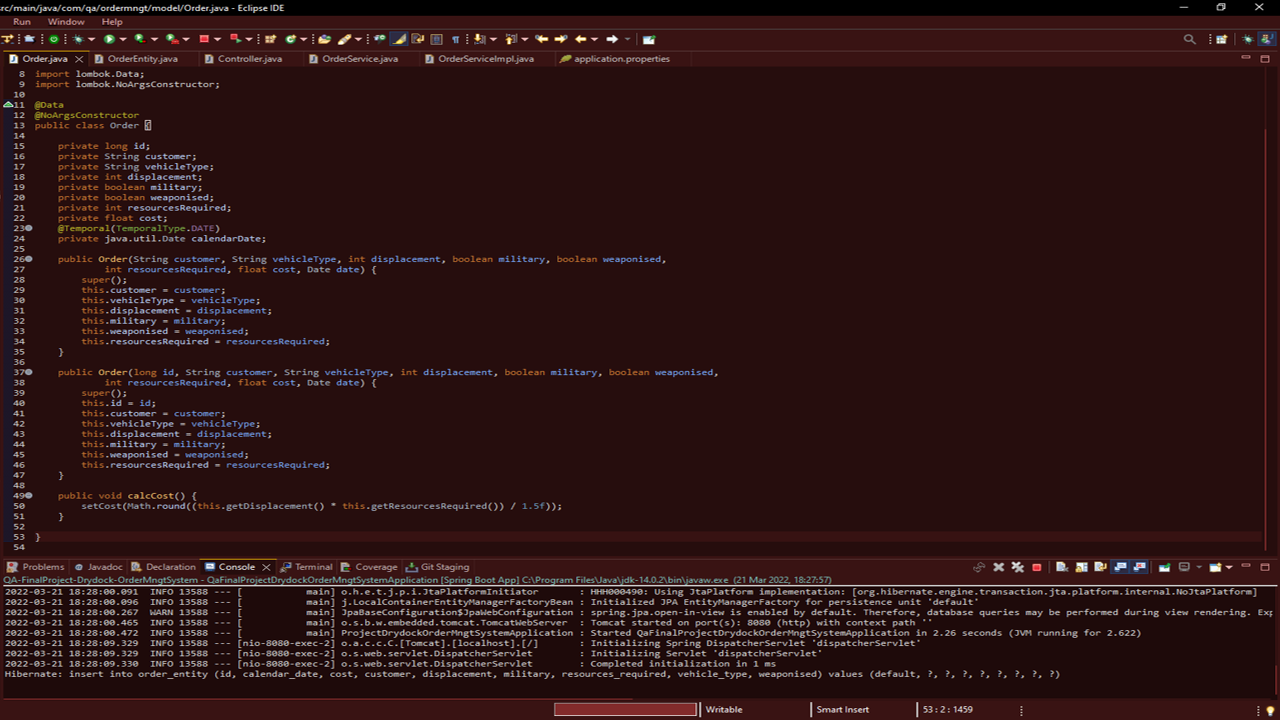 src/main/java/com/qa/ordermngt/model/Order.java - Eclipse IDE
Run Window Help
Order.java OrderEntity.java Controller.java OrderService.java OrderServiceImpl.java application.properties
8 import lombok.Data;
9 import lombok.NoArgsConstructor;
10
11 @Data
12 @NoArgsConstructor
13 public class Order {
14
15 private long id;
16 private String customer;
17 private String vehicleType;
18 private int displacement;
19 private boolean military;
20 private boolean weaponised;
21 private int resourcesRequired;
22 private float cost;
23 @Temporal(TemporalType.DATE)
24 private java.util.Date calendarDate;
25
26 public Order(String customer, String vehicleType, int displacement, boolean military, boolean weaponised,
27 int resourcesRequired, float cost, Date date) {
28 super();
29 this.customer = customer;
30 this.vehicleType = vehicleType;
31 this.displacement = displacement;
32 this.military = military;
33 this.weaponised = weaponised;
34 this.resourcesRequired = resourcesRequired;
35 }
36
37 public Order(long id, String customer, String vehicleType, int displacement, boolean military, boolean weaponised,
38 int resourcesRequired, float cost, Date date) {
39 super();
40 this.id = id;
41 this.customer = customer;
42 this.vehicleType = vehicleType;
43 this.displacement = displacement;
44 this.military = military;
45 this.weaponised = weaponised;
46 this.resourcesRequired = resourcesRequired;
47 }
48
49 public void calcCost() {
50 setCost(Math.round((this.getDisplacement() * this.getResourcesRequired()) / 1.5f));
51 }
52
53 }
54
Problems Javadoc Declaration Console Terminal Coverage Git Staging
QA-FinalProject-Drydock-OrderMngtSystem - QaFinalProjectDrydockOrderMngtSystemApplication [Spring Boot App] C:\Program Files\Java\jdk-14.0.2\bin\javaw.exe (21 Mar 2022, 18:27:57)
2022-03-21 18:28:00.091 INFO 13588 --- [ main] o.h.e.t.j.p.i.JtaPlatformInitiator : HHH000490: Using JtaPlatform implementation: [org.hibernate.engine.transaction.jta.platform.internal.NoJtaPlatform]
2022-03-21 18:28:00.096 INFO 13588 --- [ main] j.LocalContainerEntityManagerFactoryBean : Initialized JPA EntityManagerFactory for persistence unit 'default'
2022-03-21 18:28:00.267 WARN 13588 --- [ main] JpaBaseConfiguration$JpaWebConfiguration : spring.jpa.open-in-view is enabled by default. Therefore, database queries may be performed during view rendering. Exp
2022-03-21 18:28:00.465 INFO 13588 --- [ main] o.s.b.w.embedded.tomcat.TomcatWebServer : Tomcat started on port(s): 8080 (http) with context path ''
2022-03-21 18:28:00.472 INFO 13588 --- [ main] ProjectDrydockOrderMngtSystemApplication : Started QaFinalProjectDrydockOrderMngtSystemApplication in 2.26 seconds (JVM running for 2.622)
2022-03-21 18:28:09.329 INFO 13588 --- [nio-8080-exec-2] o.a.c.c.C.[Tomcat].[localhost].[/] : Initializing Spring DispatcherServlet 'dispatcherServlet'
2022-03-21 18:28:09.329 INFO 13588 --- [nio-8080-exec-2] o.s.web.servlet.DispatcherServlet : Initializing Servlet 'dispatcherServlet'
2022-03-21 18:28:09.330 INFO 13588 --- [nio-8080-exec-2] o.s.web.servlet.DispatcherServlet : Completed initialization in 1 ms
Hibernate: insert into order_entity (id, calendar_date, cost, customer, displacement, military, resources_required, vehicle_type, weaponised) values (default, ?, ?, ?, ?, ?, ?, ?, ?)
Writable Smart Insert 53 : 2 : 1459